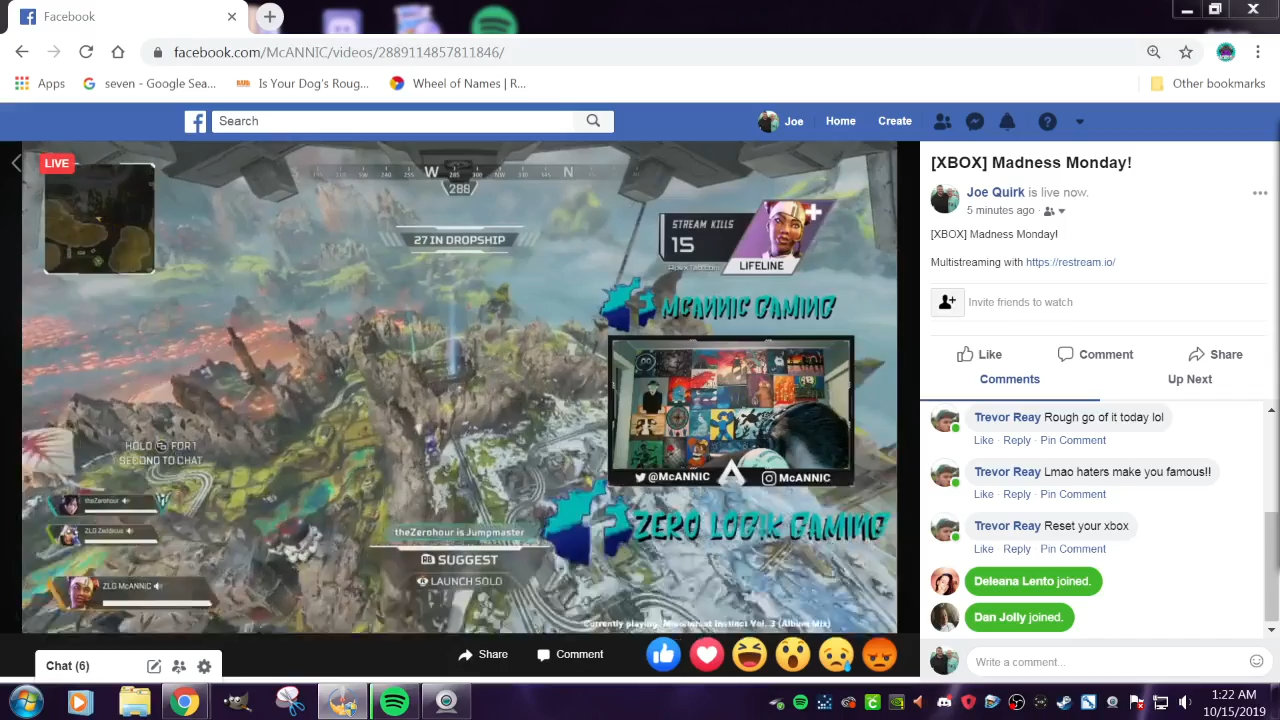 Facebook
facebook.com/McANNIC/videos/2889114857811846/
Apps
seven - Google Sea...
Is Your Dog's Roug...
Wheel of Names | R...
Other bookmarks
Search
Joe
Home
Create
LIVE
W
N
288
27 IN DROPSHIP
STREAM KILLS
15
LIFELINE
MCANNIC GAMING
@McANNIC
McANNIC
ZERO LOGIK GAMING
HOLD FOR 1
SECOND TO CHAT
theZerohour
ZLG McANNiC
theZerohour is Jumpmaster
RB SUGGEST
A LAUNCH SOLO
Share
Comment
Chat (6)
[XBOX] Madness Monday!
Joe Quirk is live now.
5 minutes ago ·
[XBOX] Madness Monday!
Multistreaming with https://restream.io/
Invite friends to watch
Like
Comment
Share
Comments
Up Next
Trevor Reay Rough go of it today lol
Like · Reply · Pin Comment
Trevor Reay Lmao haters make you famous!!
Like · Reply · Pin Comment
Trevor Reay Reset your xbox
Like · Reply · Pin Comment
Deleana Lento joined.
Dan Jolly joined.
Write a comment...
1:22 AM
10/15/2019